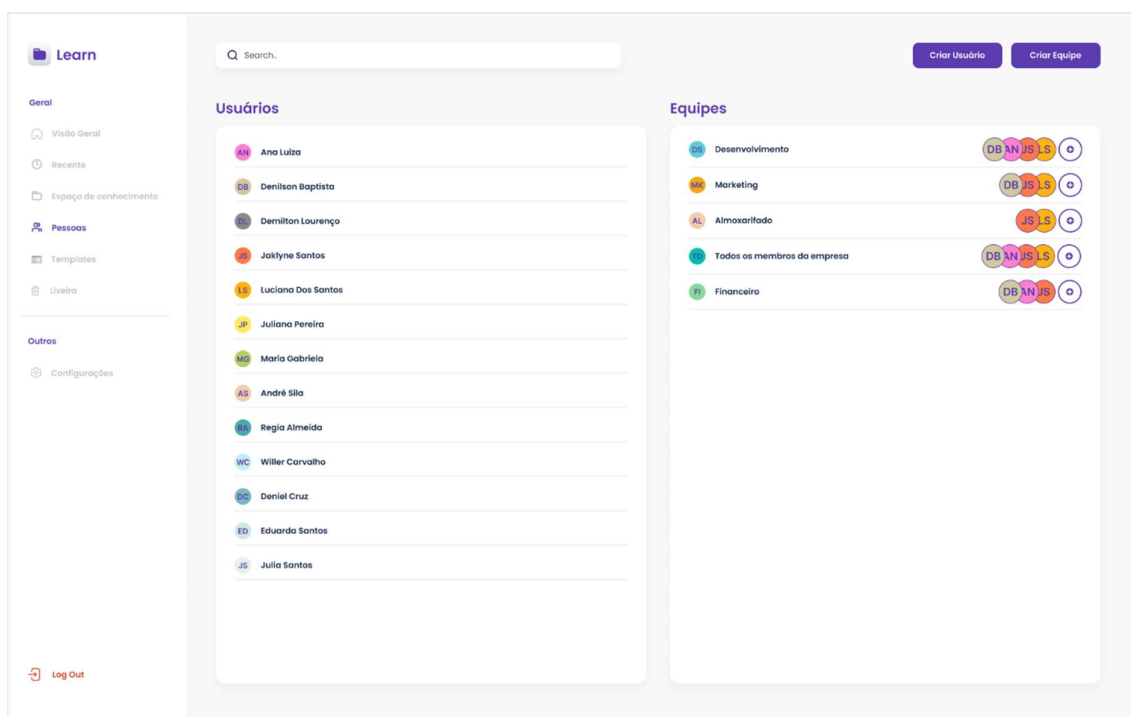 Learn
Geral
Visão Geral
Recente
Espaço de conhecimento
Pessoas
Templates
Lixeira
Outros
Configurações
Log Out
Search..
Criar Usuário
Criar Equipe
Usuários
AN Ana Luiza
DB Denilson Baptista
DL Demilton Lourenço
JS Jaklyne Santos
LS Luciana Dos Santos
JP Juliana Pereira
MG Maria Gabriela
AS André Sila
RA Regia Almeida
WC Willer Carvalho
DC Deniel Cruz
ED Eduarda Santos
JS Julia Santos
Equipes
DS Desenvolvimento DB AN JS LS
MK Marketing DB JS LS
AL Almoxarifado JS LS
TD Todos os membros da empresa DB AN JS LS
FI Financeiro DB AN JS